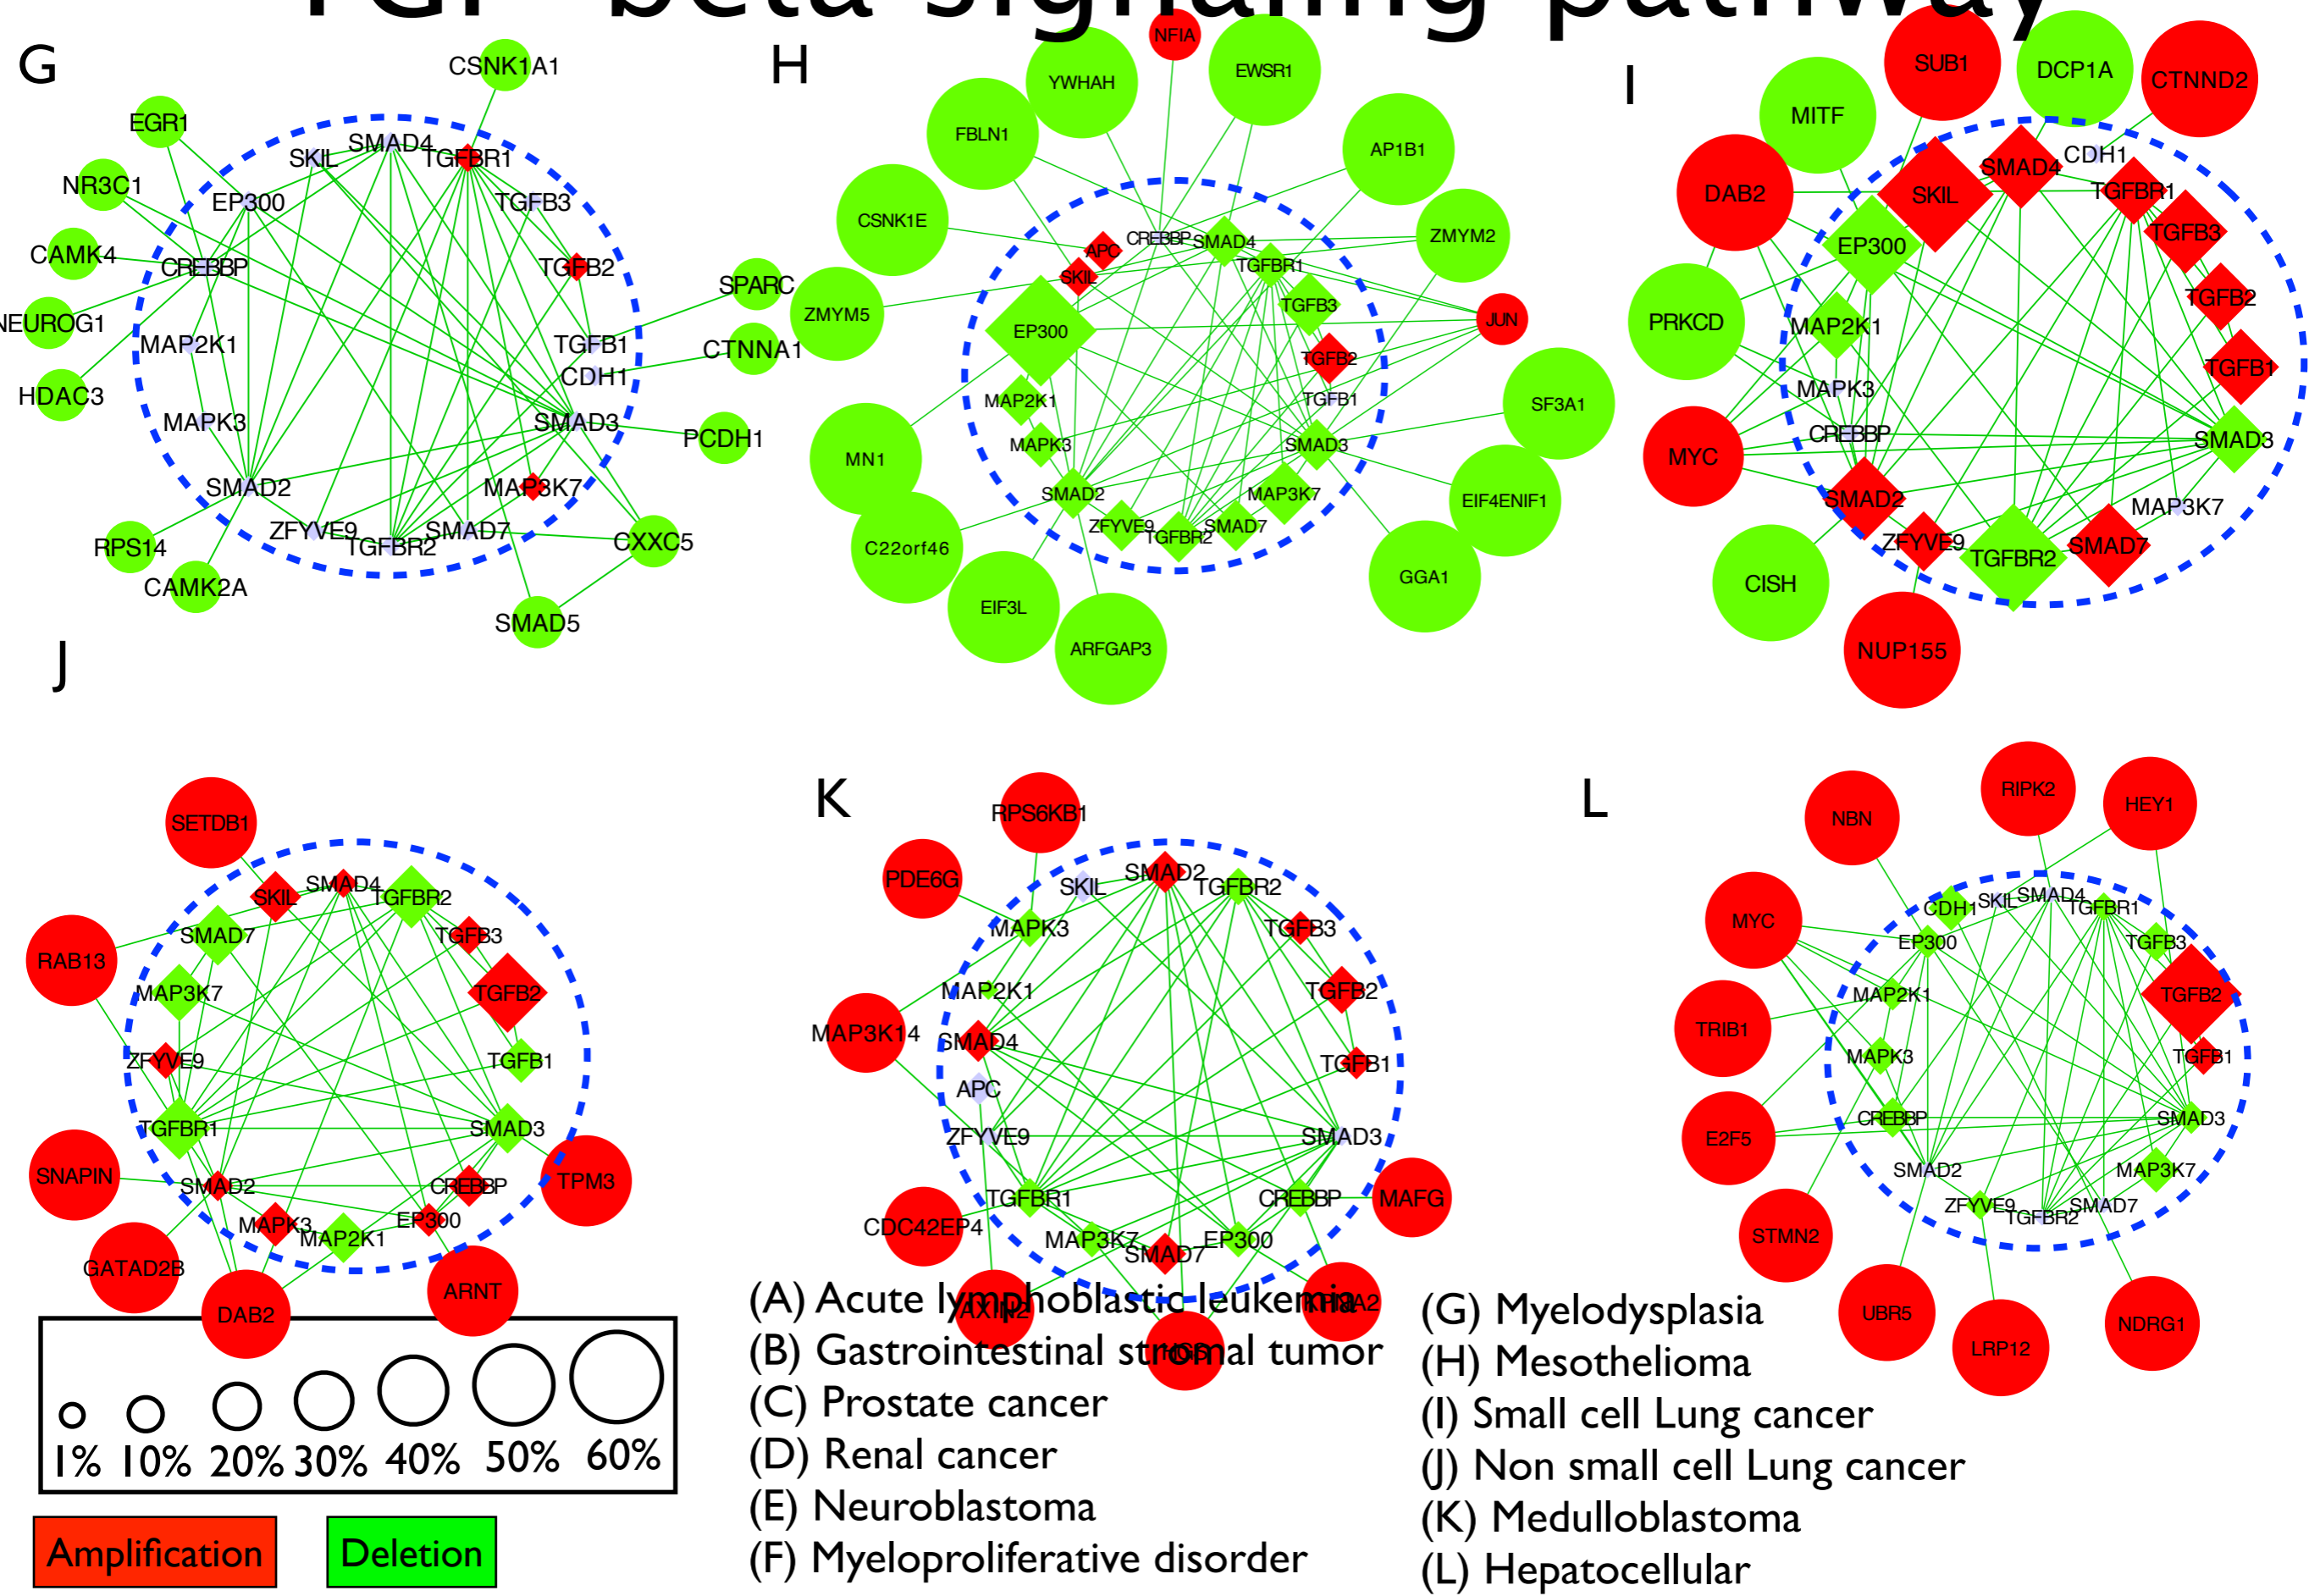 TGF-beta signaling pathway
G
CSNK1A1
EGR1
SMAD4
SKIL
TGFBR1
NR3C1
EP300
TGFB3
CAMK4
CREBBP
TGFB2
SPARC
NEUROG1
MAP2K1
TGFB1
CTNNA1
CDH1
HDAC3
MAPK3
SMAD3
PCDH1
SMAD2
MAP3K7
ZFYVE9
SMAD7
TGFBR2
CXXC5
RPS14
CAMK2A
SMAD5
H
NFIA
YWHAH
EWSR1
FBLN1
AP1B1
CSNK1E
ZMYM2
CREBBP
SMAD4
APC
TGFBR1
SKIL
TGFB3
ZMYM5
JUN
EP300
TGFB2
MAP2K1
TGFB1
SF3A1
MAPK3
SMAD3
MN1
SMAD2
MAP3K7
EIF4ENIF1
ZFYVE9
SMAD7
TGFBR2
C22orf46
GGA1
EIF3L
ARFGAP3
I
SUB1
DCP1A
CTNND2
MITF
CDH1
SMAD4
DAB2
SKIL
TGFBR1
TGFB3
EP300
TGFB2
PRKCD
MAP2K1
TGFB1
MAPK3
CREBBP
SMAD3
MYC
SMAD2
MAP3K7
ZFYVE9
SMAD7
TGFBR2
CISH
NUP155
J
SETDB1
SMAD4
SKIL
TGFBR2
SMAD7
TGFB3
RAB13
MAP3K7
TGFB2
ZFYVE9
TGFB1
TGFBR1
SMAD3
SNAPIN
SMAD2
CREBBP
TPM3
MAPK3
EP300
MAP2K1
GATAD2B
ARNT
DAB2
K
RPS6KB1
PDE6G
SMAD2
SKIL
TGFBR2
MAPK3
TGFB3
MAP2K1
TGFB2
MAP3K14
SMAD4
TGFB1
APC
ZFYVE9
SMAD3
TGFBR1
CREBBP
MAFG
CDC42EP4
MAP3K7
EP300
SMAD7
AXIN2
L
RIPK2
HEY1
NBN
SMAD4
SKIL
CDH1
TGFBR1
MYC
EP300
TGFB3
MAP2K1
TGFB2
TRIB1
MAPK3
TGFB1
CREBBP
SMAD3
E2F5
SMAD2
MAP3K7
ZFYVE9
SMAD7
TGFBR2
STMN2
UBR5
NDRG1
LRP12
1% 10% 20% 30% 40% 50% 60%
Amplification
Deletion
(A) Acute lymphoblastic leukemia
(B) Gastrointestinal stromal tumor
(C) Prostate cancer
(D) Renal cancer
(E) Neuroblastoma
(F) Myeloproliferative disorder
(G) Myelodysplasia
(H) Mesothelioma
(I) Small cell Lung cancer
(J) Non small cell Lung cancer
(K) Medulloblastoma
(L) Hepatocellular